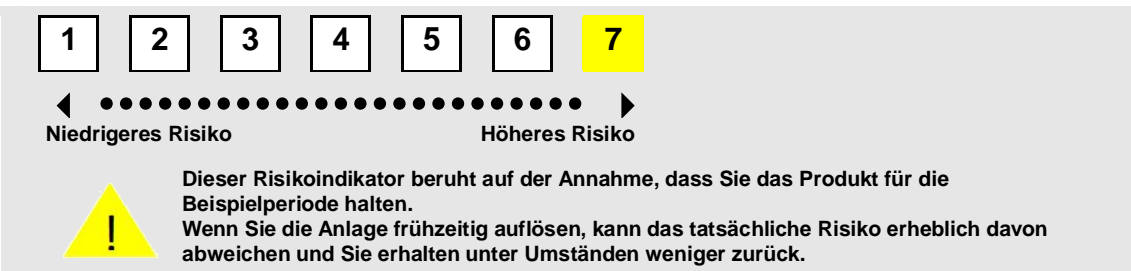 1 2 3 4 5 6 7
Niedrigeres Risiko Höheres Risiko
!
Dieser Risikoindikator beruht auf der Annahme, dass Sie das Produkt für die
Beispielperiode halten.
Wenn Sie die Anlage frühzeitig auflösen, kann das tatsächliche Risiko erheblich davon
abweichen und Sie erhalten unter Umständen weniger zurück.